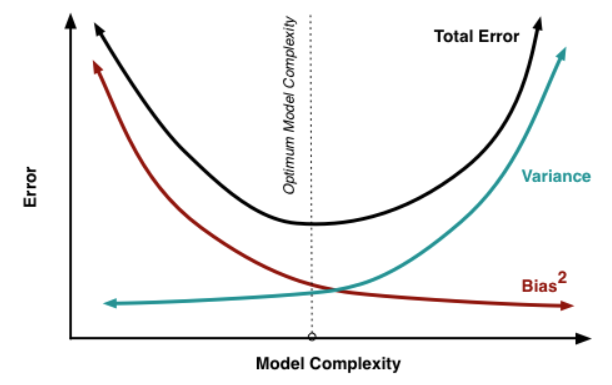 Total Error
Optimum Model Complexity
Variance
Error
Bias²
Model Complexity